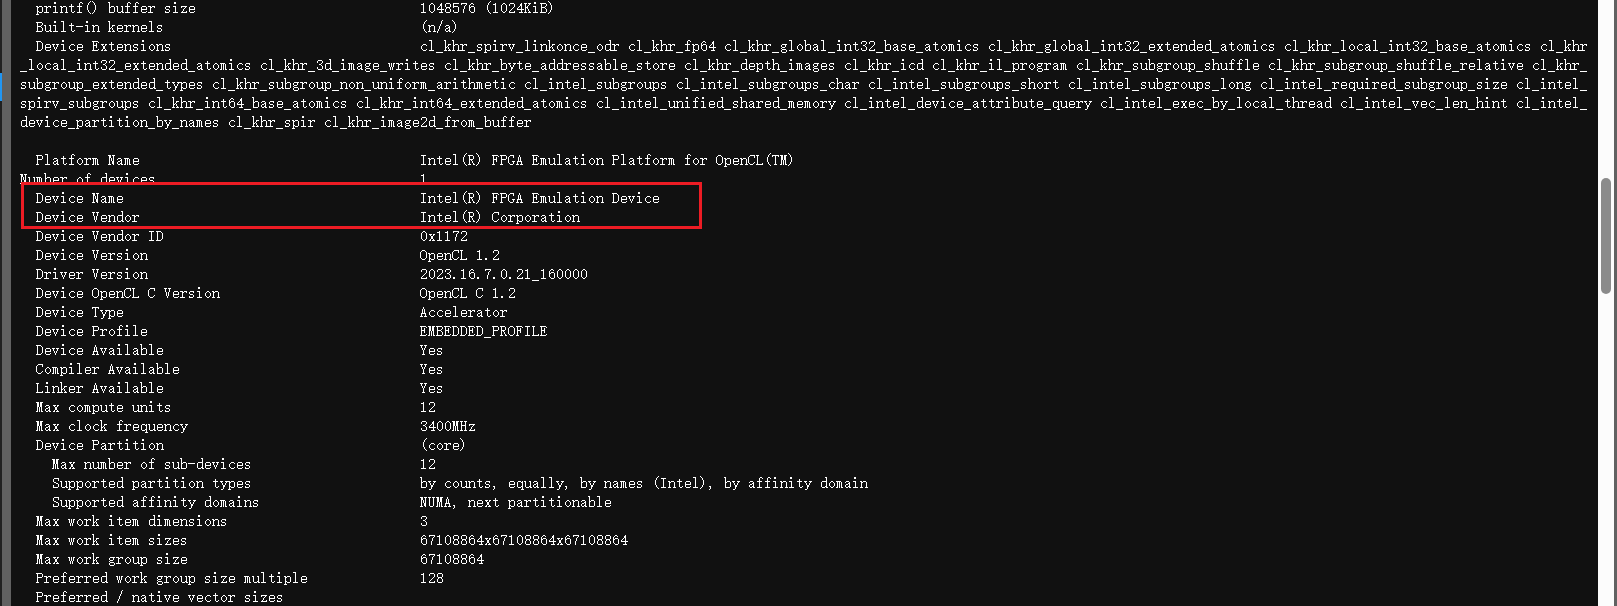 printf() buffer size 1048576 (1024KiB)
Built-in kernels (n/a)
Device Extensions cl_khr_spirv_linkonce_odr cl_khr_fp64 cl_khr_global_int32_base_atomics cl_khr_global_int32_extended_atomics cl_khr_local_int32_base_atomics cl_khr
_local_int32_extended_atomics cl_khr_3d_image_writes cl_khr_byte_addressable_store cl_khr_depth_images cl_khr_icd cl_khr_il_program cl_khr_subgroup_shuffle cl_khr_subgroup_shuffle_relative cl_khr_
subgroup_extended_types cl_khr_subgroup_non_uniform_arithmetic cl_intel_subgroups cl_intel_subgroups_char cl_intel_subgroups_short cl_intel_subgroups_long cl_intel_required_subgroup_size cl_intel_
spirv_subgroups cl_khr_int64_base_atomics cl_khr_int64_extended_atomics cl_intel_unified_shared_memory cl_intel_device_attribute_query cl_intel_exec_by_local_thread cl_intel_vec_len_hint cl_intel_
device_partition_by_names cl_khr_spir cl_khr_image2d_from_buffer
Platform Name Intel(R) FPGA Emulation Platform for OpenCL(TM)
Number of devices 1
Device Name Intel(R) FPGA Emulation Device
Device Vendor Intel(R) Corporation
Device Vendor ID 0x1172
Device Version OpenCL 1.2
Driver Version 2023.16.7.0.21_160000
Device OpenCL C Version OpenCL C 1.2
Device Type Accelerator
Device Profile EMBEDDED_PROFILE
Device Available Yes
Compiler Available Yes
Linker Available Yes
Max compute units 12
Max clock frequency 3400MHz
Device Partition (core)
Max number of sub-devices 12
Supported partition types by counts, equally, by names (Intel), by affinity domain
Supported affinity domains NUMA, next partitionable
Max work item dimensions 3
Max work item sizes 67108864x67108864x67108864
Max work group size 67108864
Preferred work group size multiple 128
Preferred / native vector sizes